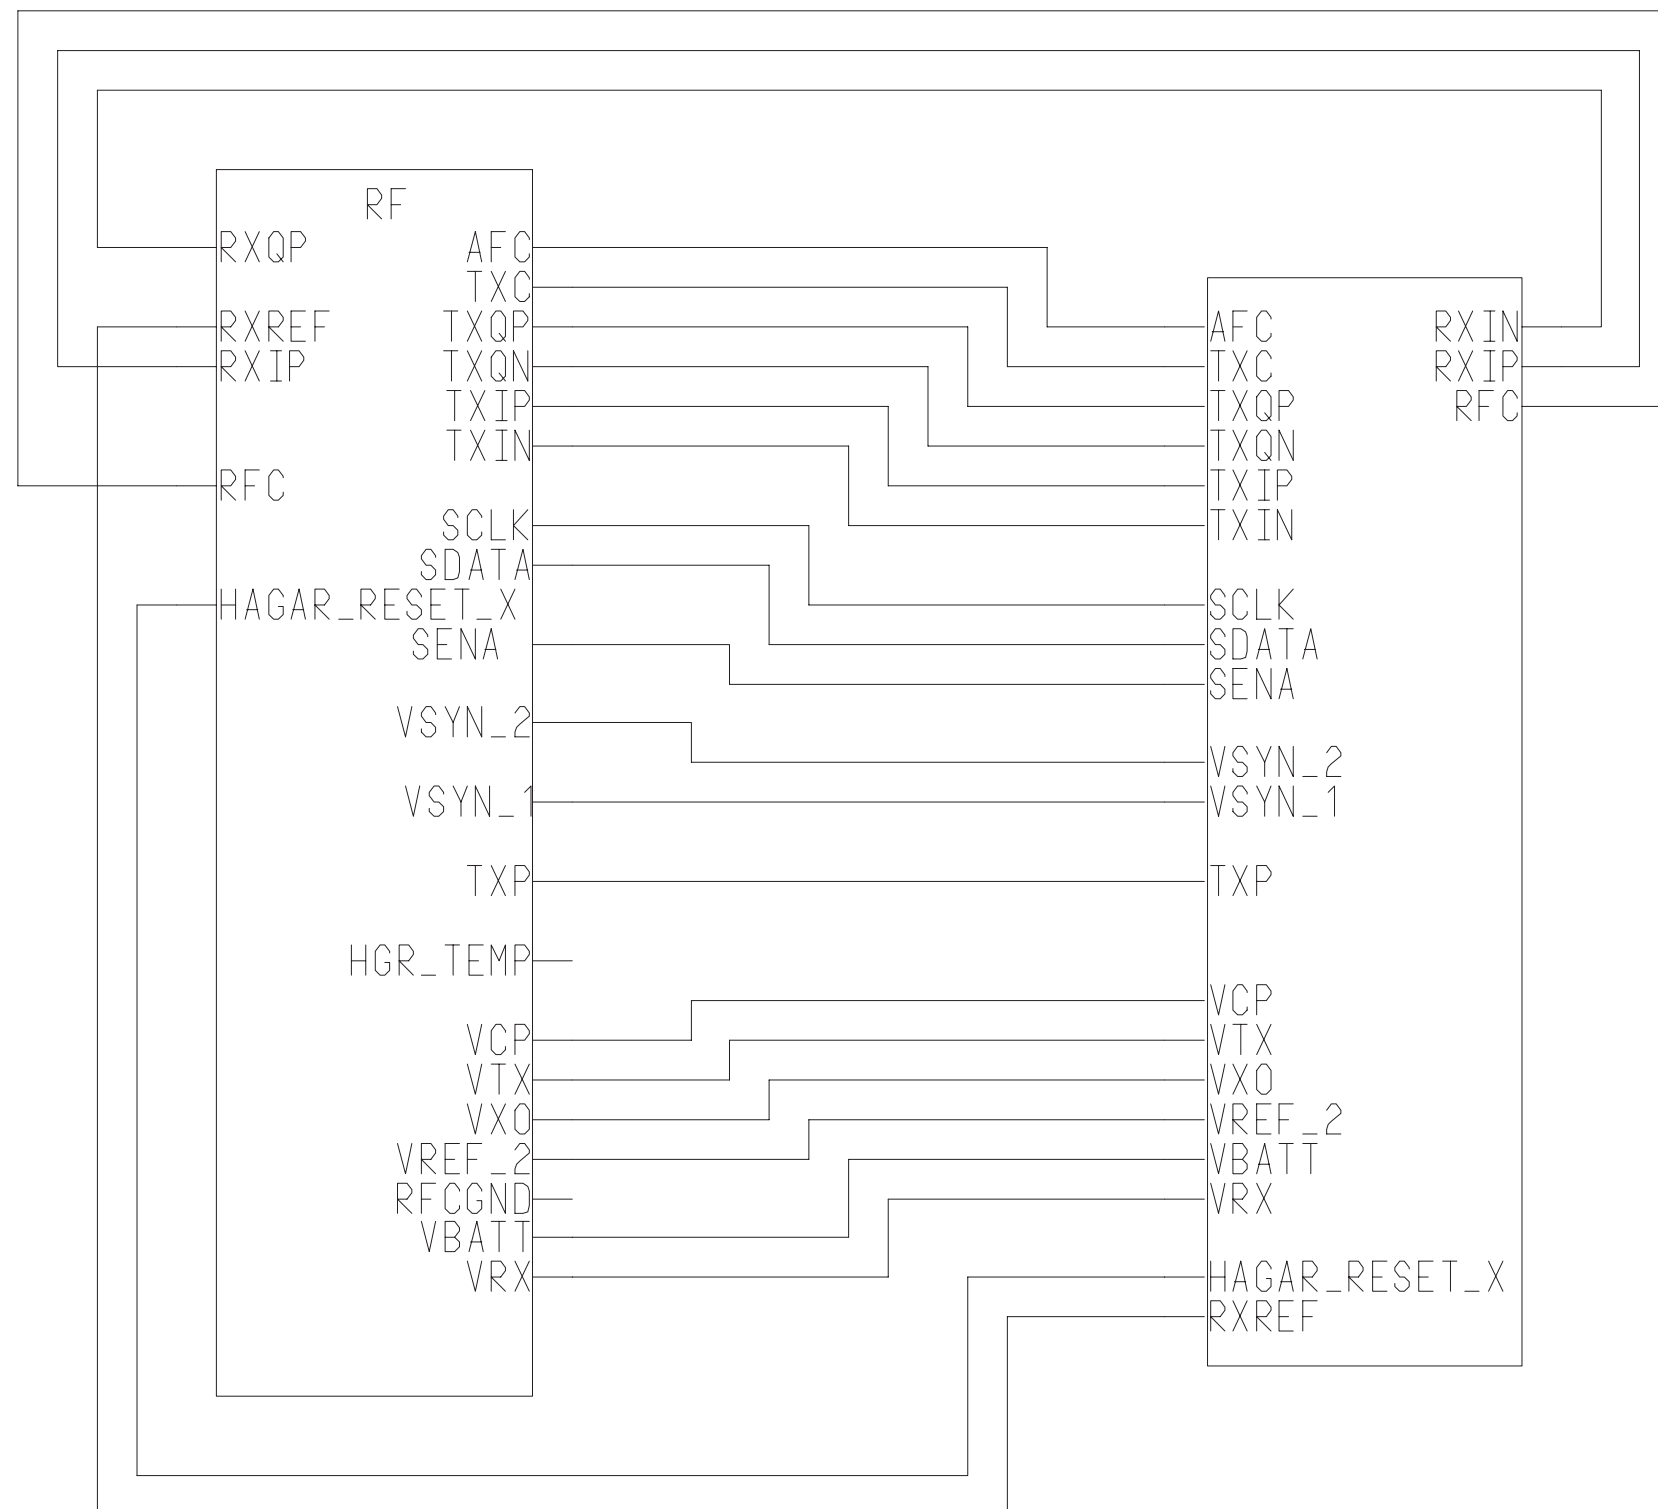 RF
RXQP AFC
TXC
RXREF TXQP AFC RXIN
RXIP TXQN TXC RXIP
TXIP TXQP RFC
TXIN TXQN
RFC TXIP
SCLK TXIN
SDATA
HAGAR_RESET_X SCLK
SENA SDATA
SENA
VSYN_2
VSYN_2
VSYN_1 VSYN_1
TXP TXP
HGR_TEMP
VCP
VCP VTX
VTX VXO
VXO VREF_2
VREF_2 VBATT
RFCGND VRX
VBATT
VRX HAGAR_RESET_X
RXREF